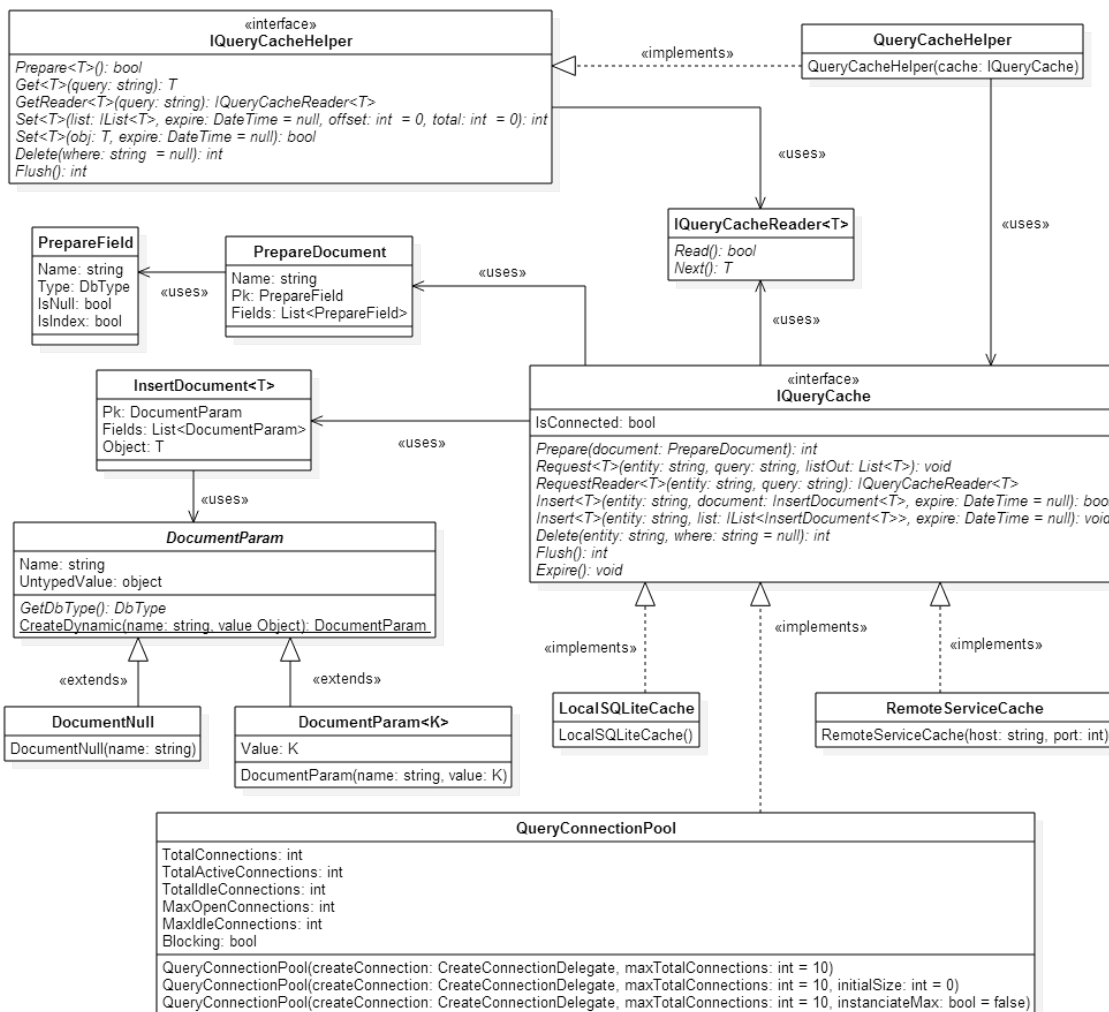 «interface»
IQueryCacheHelper
Prepare<T>(): bool
Get<T>(query: string): T
GetReader<T>(query: string): IQueryCacheReader<T>
Set<T>(list: IList<T>, expire: DateTime = null, offset: int  = 0, total: int  = 0): int
Set<T>(obj: T, expire: DateTime = null): bool
Delete(where: string  = null): int
Flush(): int
«implements»
QueryCacheHelper
QueryCacheHelper(cache: IQueryCache)
«uses»
«uses»
IQueryCacheReader<T>
Read(): bool
Next(): T
PrepareField
Name: string
Type: DbType
IsNull: bool
IsIndex: bool
«uses»
PrepareDocument
Name: string
Pk: PrepareField
Fields: List<PrepareField>
«uses»
«uses»
InsertDocument<T>
Pk: DocumentParam
Fields: List<DocumentParam>
Object: T
«uses»
«interface»
IQueryCache
IsConnected: bool
Prepare(document: PrepareDocument): int
Request<T>(entity: string, query: string, listOut: List<T>): void
RequestReader<T>(entity: string, query: string): IQueryCacheReader<T>
Insert<T>(entity: string, document: InsertDocument<T>, expire: DateTime = null): boo
Insert<T>(entity: string, list: IList<InsertDocument<T>>, expire: DateTime = null): void
Delete(entity: string, where: string = null): int
Flush(): int
Expire(): void
«uses»
DocumentParam
Name: string
UntypedValue: object
GetDbType(): DbType
CreateDynamic(name: string, value Object): DocumentParam
«extends»
«extends»
«implements»
«implements»
«implements»
DocumentNull
DocumentNull(name: string)
DocumentParam<K>
Value: K
DocumentParam(name: string, value: K)
LocalSQLiteCache
LocalSQLiteCache()
RemoteServiceCache
RemoteServiceCache(host: string, port: int)
QueryConnectionPool
TotalConnections: int
TotalActiveConnections: int
TotalIdleConnections: int
MaxOpenConnections: int
MaxIdleConnections: int
Blocking: bool
QueryConnectionPool(createConnection: CreateConnectionDelegate, maxTotalConnections: int = 10)
QueryConnectionPool(createConnection: CreateConnectionDelegate, maxTotalConnections: int = 10, initialSize: int = 0)
QueryConnectionPool(createConnection: CreateConnectionDelegate, maxTotalConnections: int = 10, instanciateMax: bool = false)